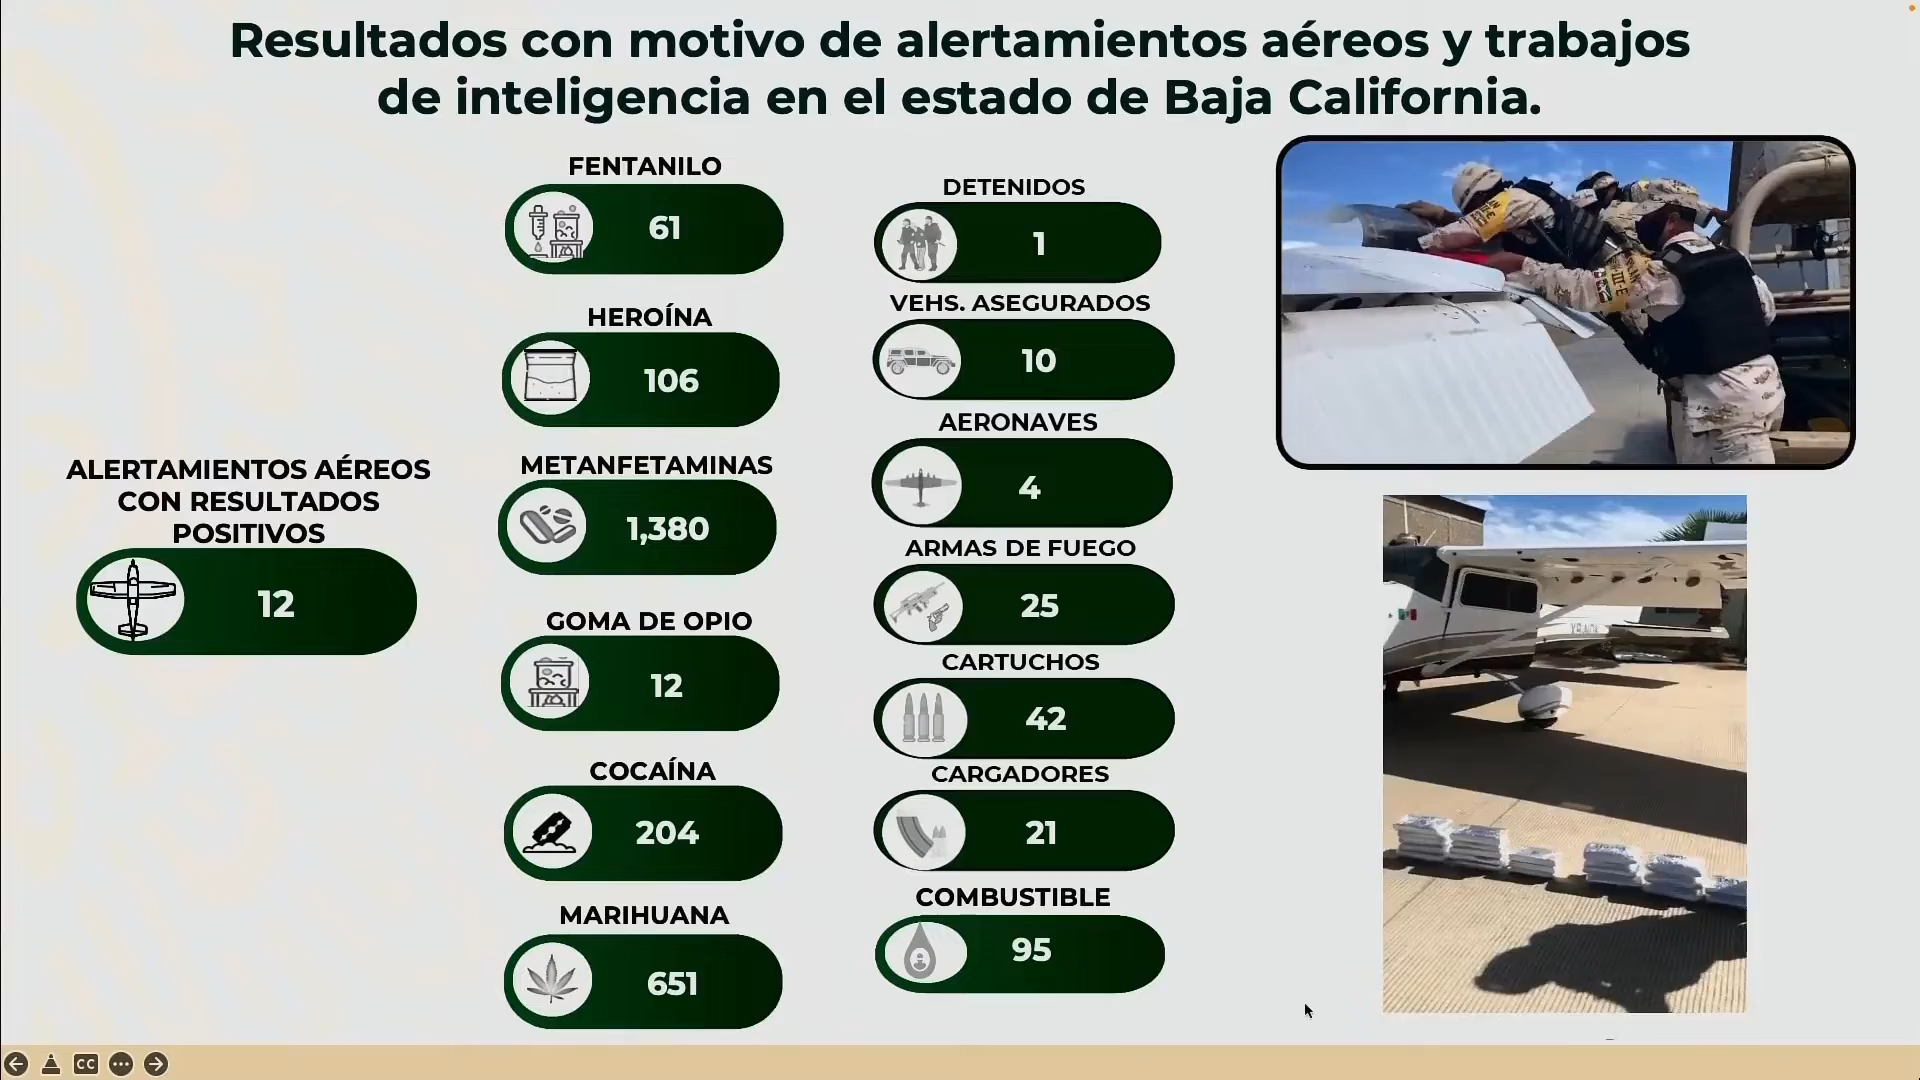 Resultados con motivo de alertamientos aéreos y trabajos
de inteligencia en el estado de Baja California.
ALERTAMIENTOS AÉREOS
CON RESULTADOS
POSITIVOS
12
FENTANILO
61
HEROÍNA
106
METANFETAMINAS
1,380
GOMA DE OPIO
12
COCAÍNA
204
MARIHUANA
651
DETENIDOS
1
VEHS. ASEGURADOS
10
AERONAVES
4
ARMAS DE FUEGO
25
CARTUCHOS
42
CARGADORES
21
COMBUSTIBLE
95
CC